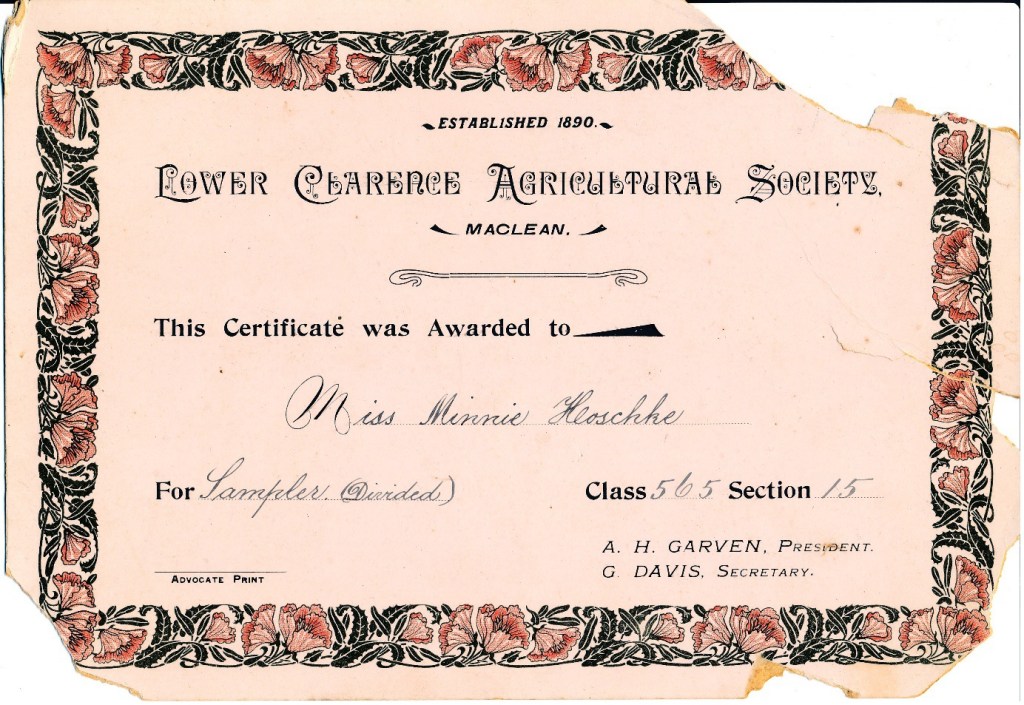 ESTABLISHED 1890.
LOWER CLARENCE AGRICULTURAL SOCIETY,
MACLEAN.
This Certificate was Awarded to
Miss Minnie Hoschke
For Sampler. (Divided) Class 565 Section 15
A. H. GARVEN, PRESIDENT.
G. DAVIS, SECRETARY.
ADVOCATE PRINT